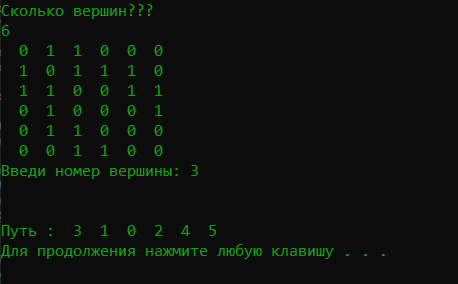 Сколько вершин???
6
0 1 1 0 0 0
1 0 1 1 1 0
1 1 0 0 1 1
0 1 0 0 0 1
0 1 1 0 0 0
0 0 1 1 0 0
Введи номер вершины: 3
Путь : 3 1 0 2 4 5
Для продолжения нажмите любую клавишу . . .